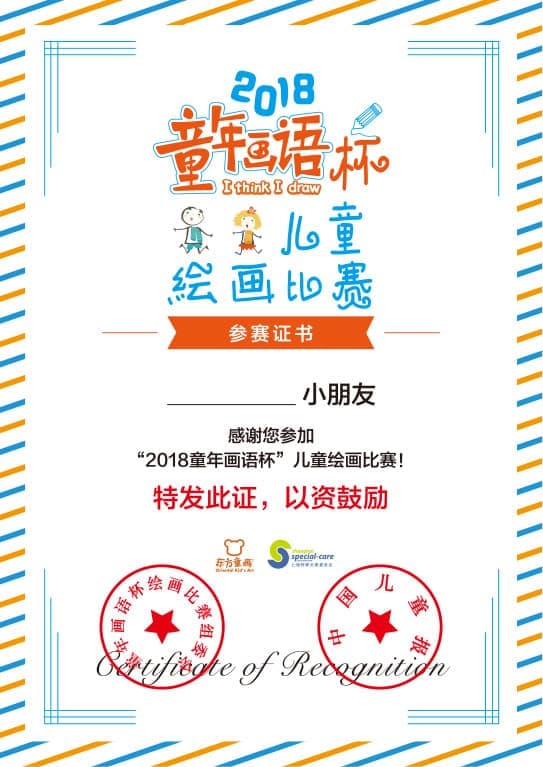 2018
童年画语杯
I think I draw
儿童
绘画比赛
参赛证书
__________ 小朋友
感谢您参加
“2018童年画语杯”儿童绘画比赛！
特发此证，以资鼓励
东方童画
Oriental Kid's Art
shanghai
special-care
童年画语杯绘画比赛组委会
中国儿童报
Certificate of Recognition